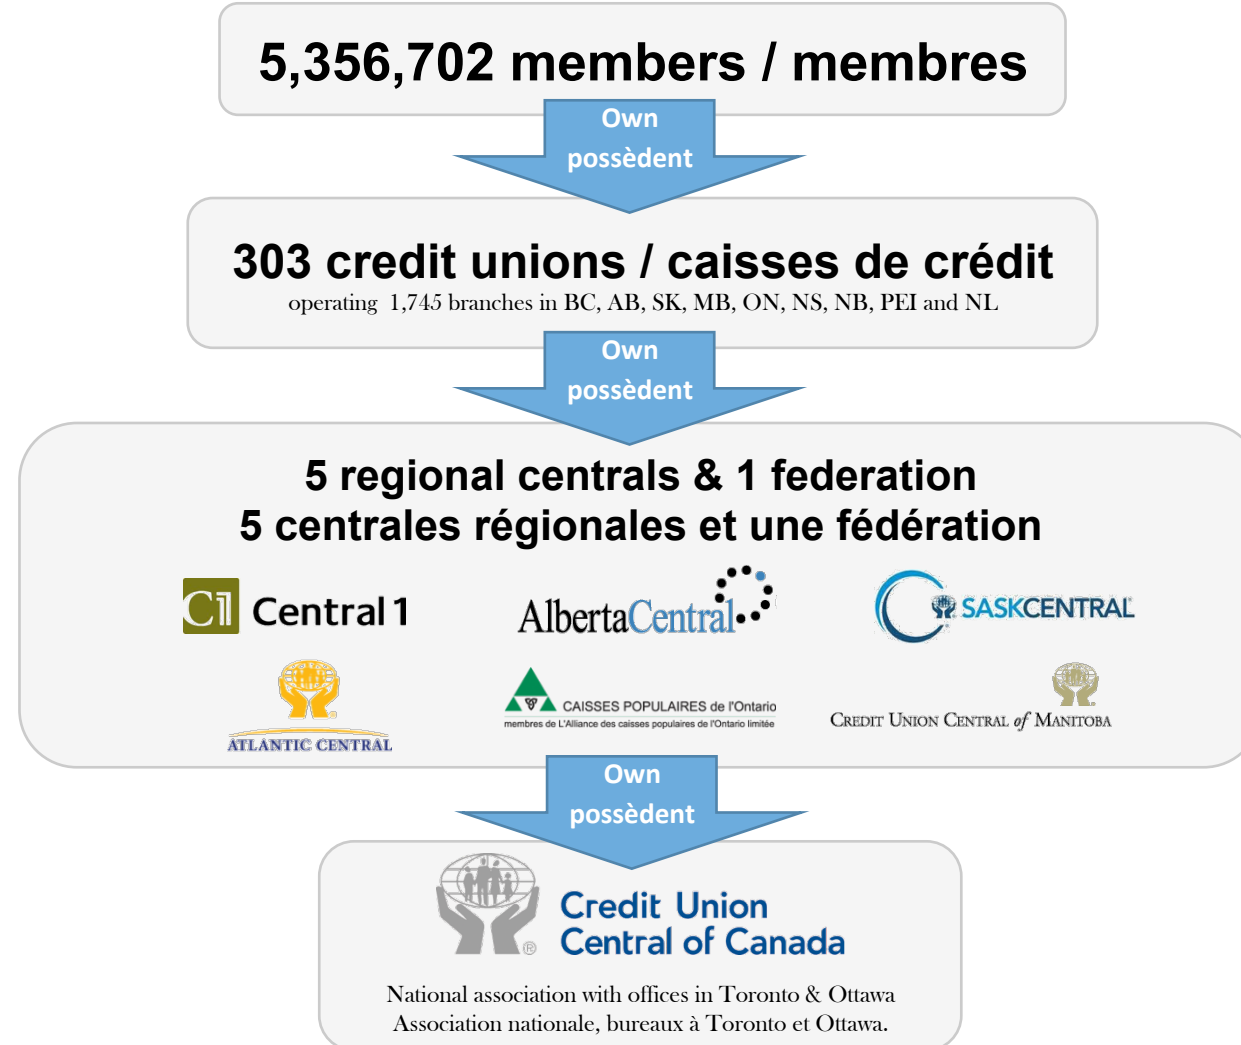 5,356,702 members / membres
Own
possèdent
303 credit unions / caisses de crédit
operating 1,745 branches in BC, AB, SK, MB, ON, NS, NB, PEI and NL
Own
possèdent
5 regional centrals & 1 federation
5 centrales régionales et une fédération
C1 Central 1
AlbertaCentral
SASKCENTRAL
ATLANTIC CENTRAL
CAISSES POPULAIRES de l'Ontario
membres de L'Alliance des caisses populaires de l'Ontario limitée
CREDIT UNION CENTRAL of MANITOBA
Own
possèdent
Credit Union
Central of Canada
®
National association with offices in Toronto & Ottawa
Association nationale, bureaux à Toronto et Ottawa.